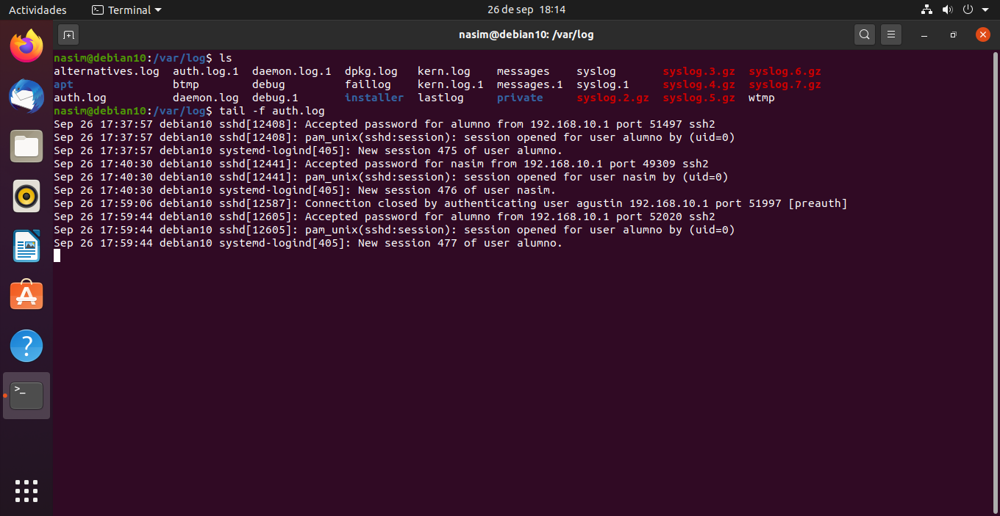 Actividades Terminal 26 de sep 18:14
nasim@debian10: /var/log
nasim@debian10:/var/log$ ls
alternatives.log auth.log.1 daemon.log.1 dpkg.log kern.log messages syslog syslog.3.gz syslog.6.gz
apt btmp debug faillog kern.log.1 messages.1 syslog.1 syslog.4.gz syslog.7.gz
auth.log daemon.log debug.1 installer lastlog private syslog.2.gz syslog.5.gz wtmp
nasim@debian10:/var/log$ tail -f auth.log
Sep 26 17:37:57 debian10 sshd[12408]: Accepted password for alumno from 192.168.10.1 port 51497 ssh2
Sep 26 17:37:57 debian10 sshd[12408]: pam_unix(sshd:session): session opened for user alumno by (uid=0)
Sep 26 17:37:57 debian10 systemd-logind[405]: New session 475 of user alumno.
Sep 26 17:40:30 debian10 sshd[12441]: Accepted password for nasim from 192.168.10.1 port 49309 ssh2
Sep 26 17:40:30 debian10 sshd[12441]: pam_unix(sshd:session): session opened for user nasim by (uid=0)
Sep 26 17:40:30 debian10 systemd-logind[405]: New session 476 of user nasim.
Sep 26 17:59:06 debian10 sshd[12587]: Connection closed by authenticating user agustin 192.168.10.1 port 51997 [preauth]
Sep 26 17:59:44 debian10 sshd[12605]: Accepted password for alumno from 192.168.10.1 port 52020 ssh2
Sep 26 17:59:44 debian10 sshd[12605]: pam_unix(sshd:session): session opened for user alumno by (uid=0)
Sep 26 17:59:44 debian10 systemd-logind[405]: New session 477 of user alumno.